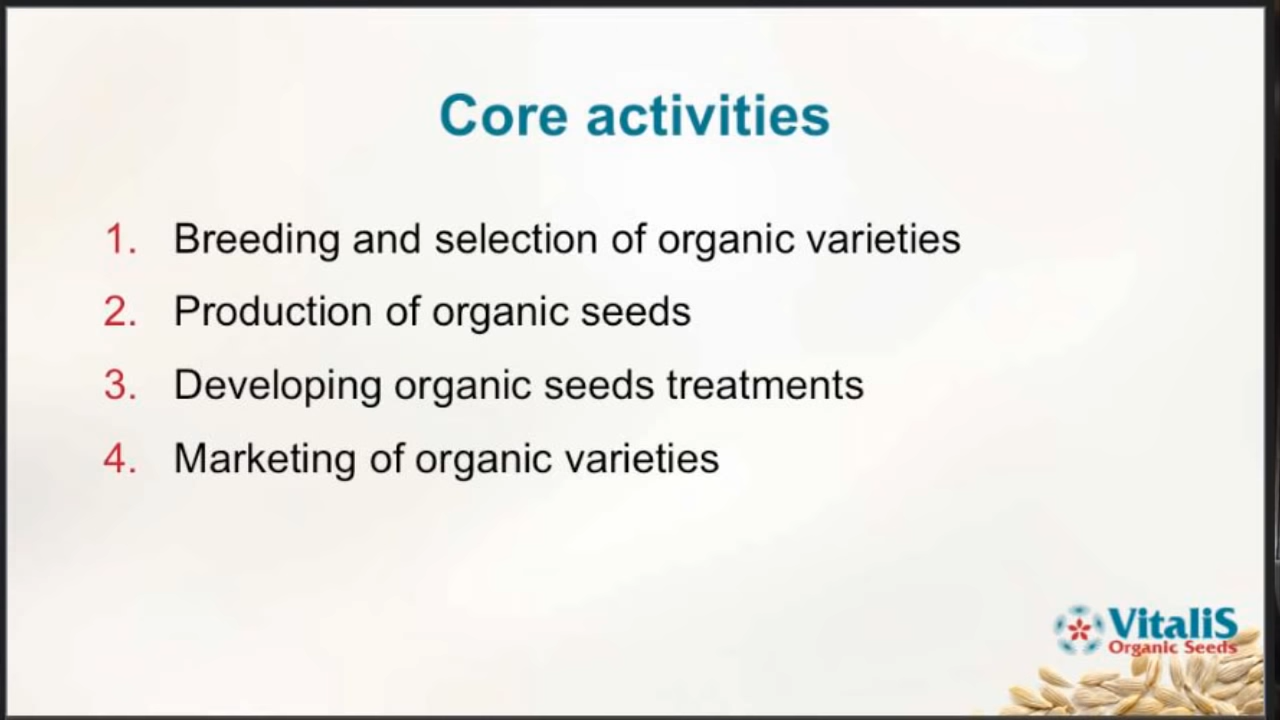 Core activities
1. Breeding and selection of organic varieties
2. Production of organic seeds
3. Developing organic seeds treatments
4. Marketing of organic varieties
VitaliS
Organic Seeds